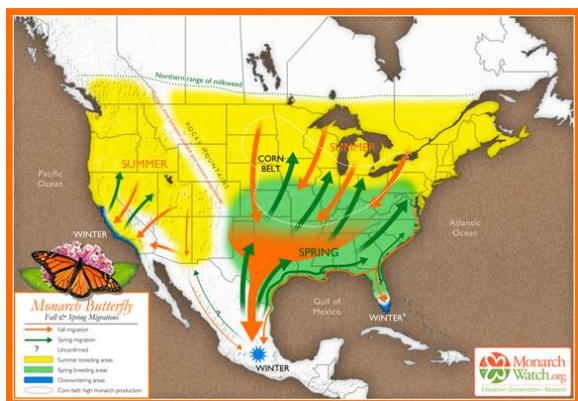 Northern range of milkweed
ROCKY MOUNTAINS
SUMMER
SUMMER
CORN
BELT
Pacific
Ocean
WINTER
SPRING
Atlantic
Ocean
Gulf of
Mexico
WINTER
?
?
WINTER
Monarch Butterfly
Fall & Spring Migrations
Fall migration
Spring migration
? Unconfirmed
Summer breeding areas
Spring breeding areas
Overwintering areas
Corn belt: high monarch production
Monarch
Watch.org
Education • Conservation • Research